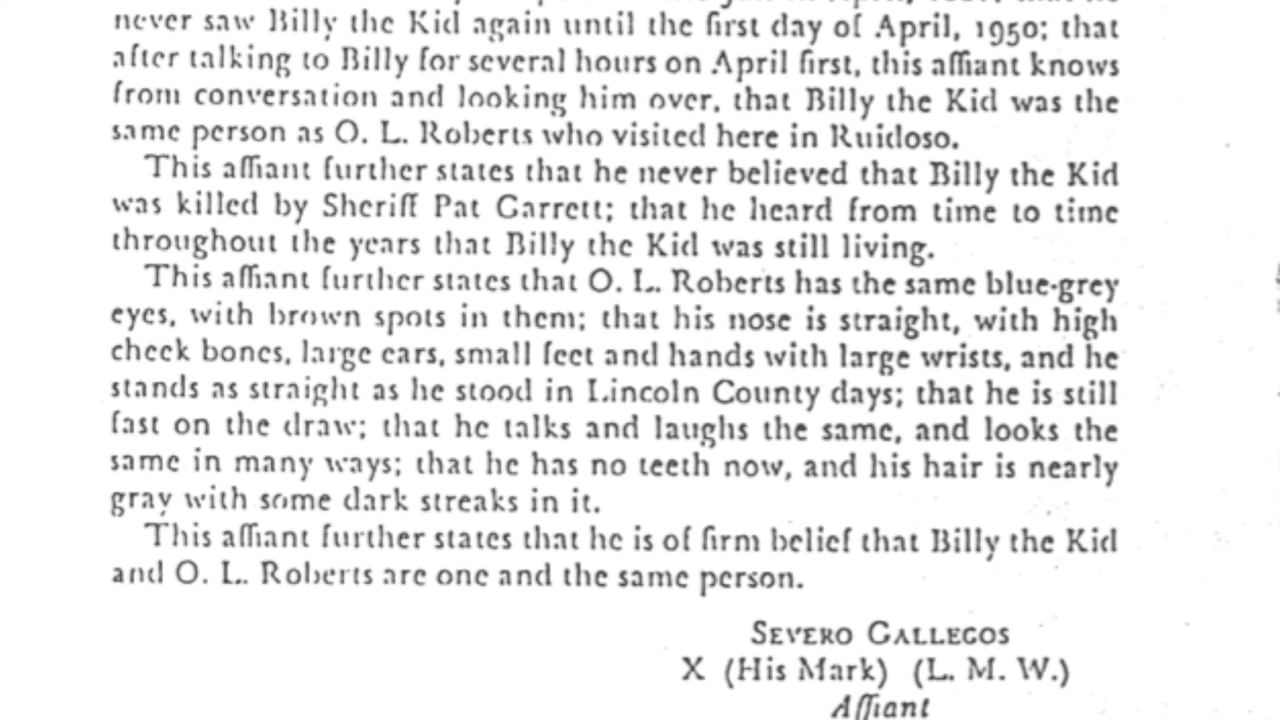 never saw Billy the Kid again until the first day of April, 1950; that
after talking to Billy for several hours on April first, this affiant knows
from conversation and looking him over, that Billy the Kid was the
same person as O. L. Roberts who visited here in Ruidoso.
This affiant further states that he never believed that Billy the Kid
was killed by Sheriff Pat Garrett; that he heard from time to time
throughout the years that Billy the Kid was still living.
This affiant further states that O. L. Roberts has the same blue-grey
eyes, with brown spots in them; that his nose is straight, with high
cheek bones, large ears, small feet and hands with large wrists, and he
stands as straight as he stood in Lincoln County days; that he is still
fast on the draw; that he talks and laughs the same, and looks the
same in many ways; that he has no teeth now, and his hair is nearly
gray with some dark streaks in it.
This affiant further states that he is of firm belief that Billy the Kid
and O. L. Roberts are one and the same person.
SEVERO GALLEGOS
X (His Mark) (L. M. W.)
Affiant